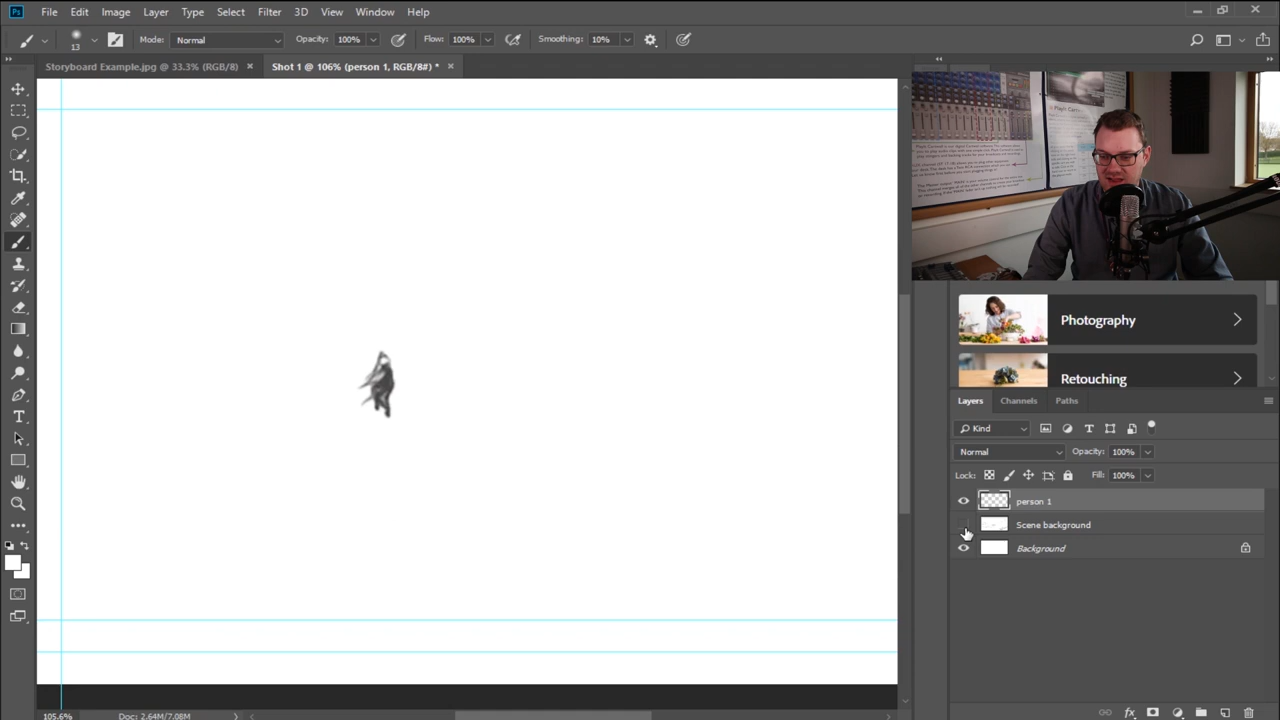 Ps File Edit Image Layer Type Select Filter 3D View Window Help
13 Mode: Normal Opacity: 100% Flow: 100% Smoothing: 10%
Storyboard Example.jpg @ 33.3% (RGB/8) × Shot 1 @ 106% (person 1, RGB/8#) * ×
Photography
Retouching
Layers Channels Paths
Kind
Normal Opacity: 100%
Lock: Fill: 100%
person 1
Scene background
Background
fx
105.6% Doc: 2.64M/7.08M